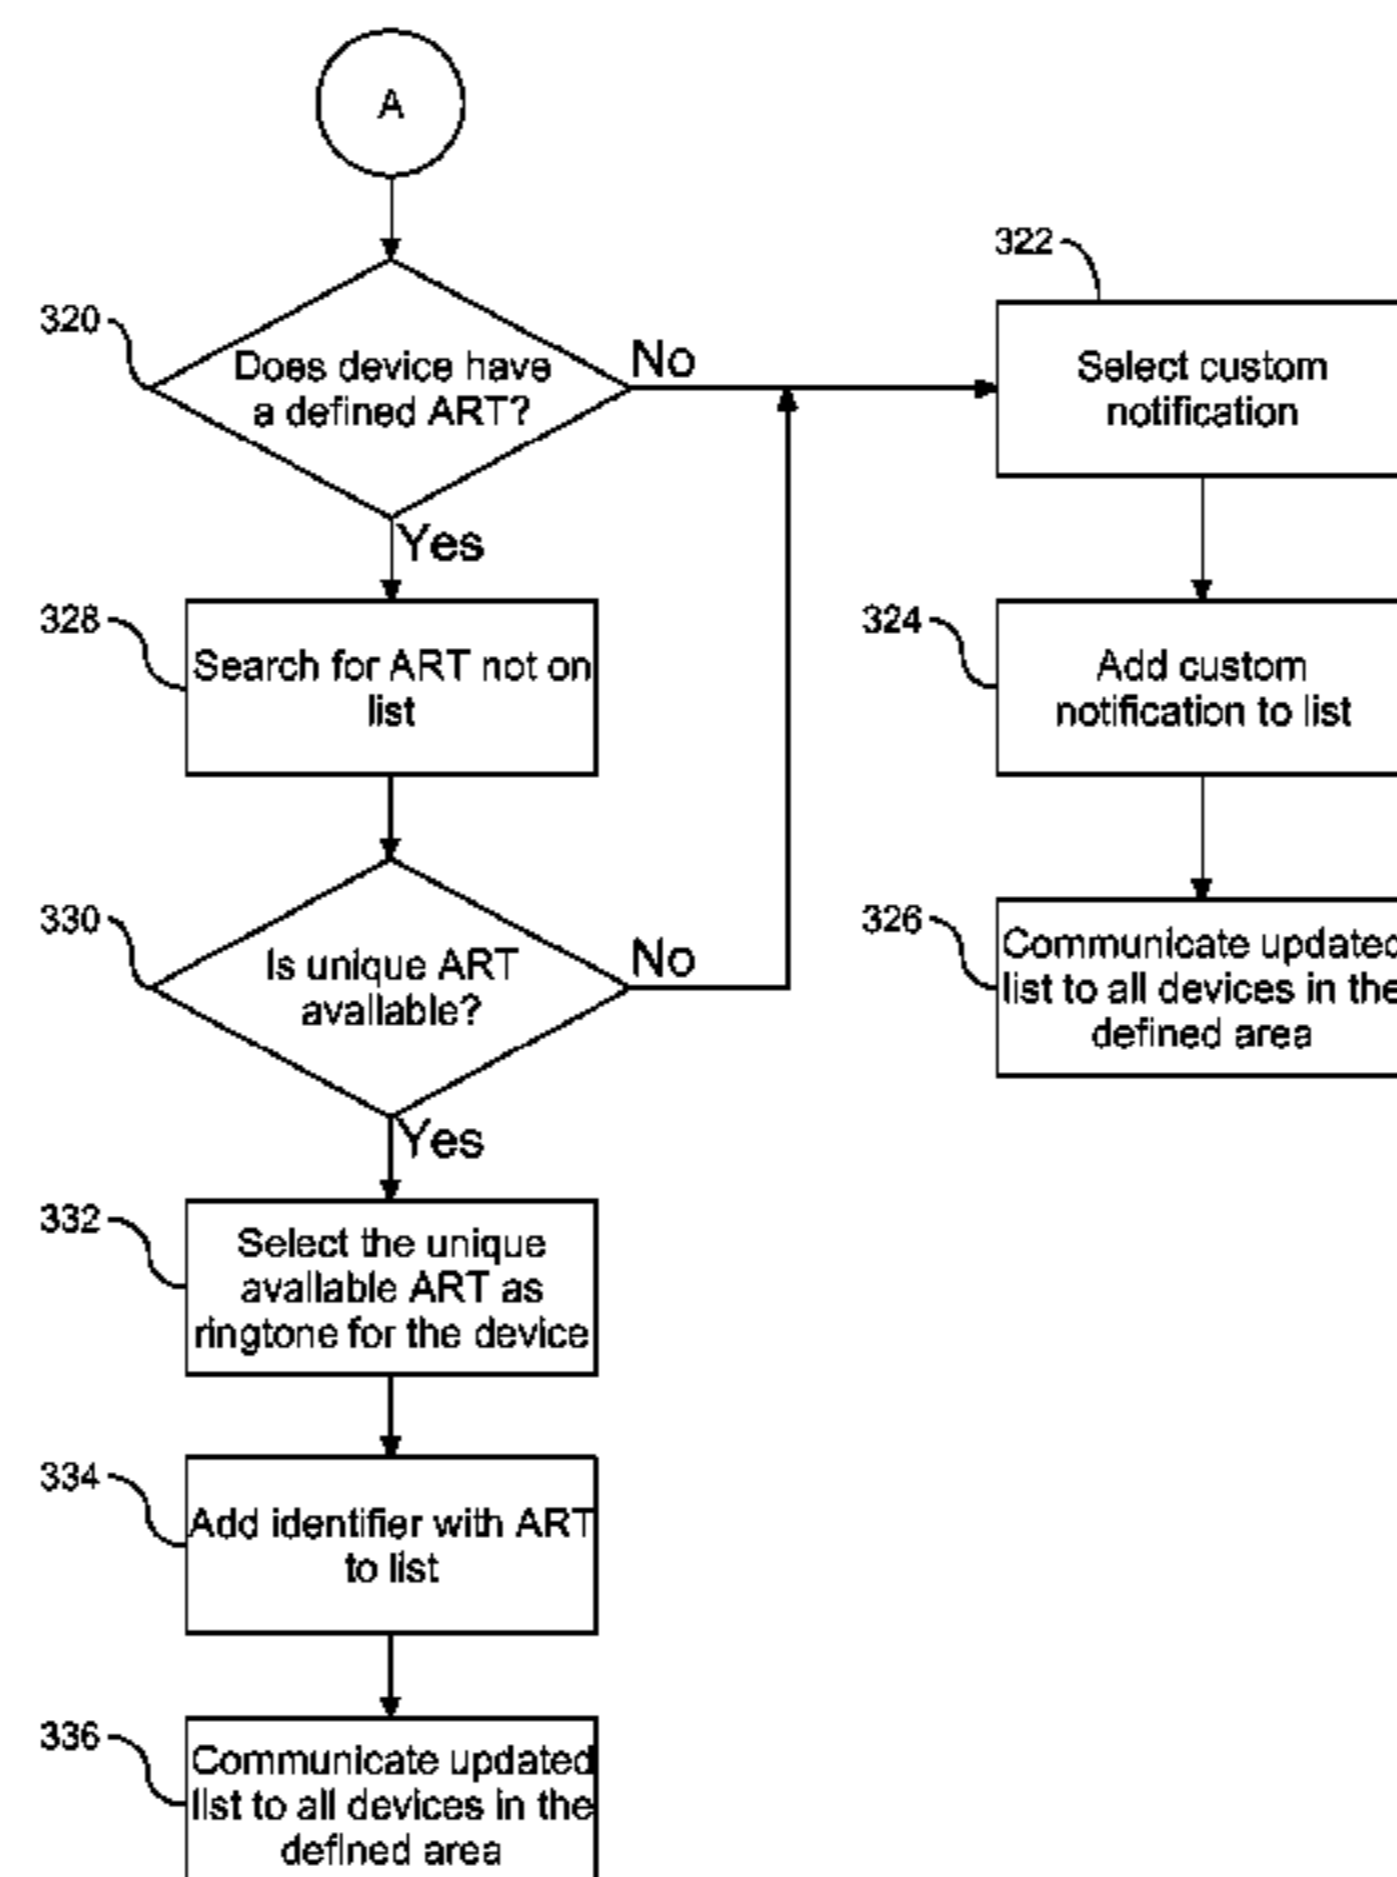 A
322
320
Does device have
a defined ART?
No
Select custom
notification
Yes
328
Search for ART not on
list
324
Add custom
notification to list
330
Is unique ART
available?
No
326
Communicate updated
list to all devices in the
defined area
Yes
332
Select the unique
available ART as
ringtone for the device
334
Add identifier with ART
to list
336
Communicate updated
list to all devices in the
defined area